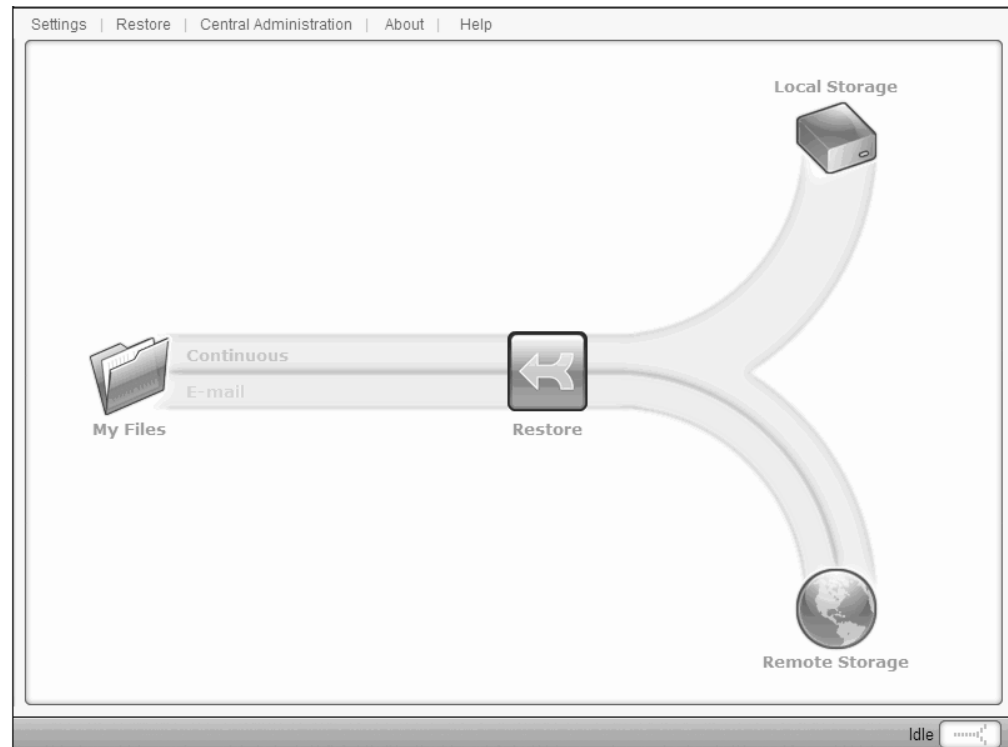 Settings | Restore | Central Administration | About | Help
Local Storage
Continuous
E-mail
My Files
Restore
Remote Storage
Idle